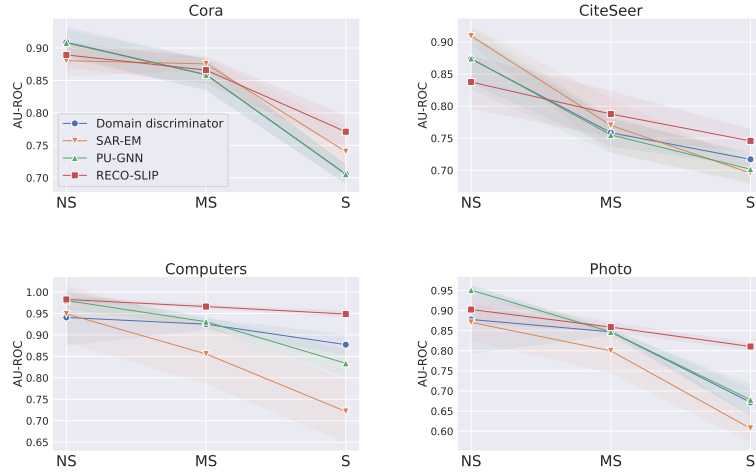 Cora
AU-ROC
0.90
0.85
0.80
0.75
0.70
Domain discriminator
SAR-EM
PU-GNN
RECO-SLIP
NS MS S
CiteSeer
AU-ROC
0.90
0.85
0.80
0.75
0.70
NS MS S
Computers
AU-ROC
1.00
0.95
0.90
0.85
0.80
0.75
0.70
0.65
NS MS S
Photo
AU-ROC
0.95
0.90
0.85
0.80
0.75
0.70
0.65
0.60
NS MS S